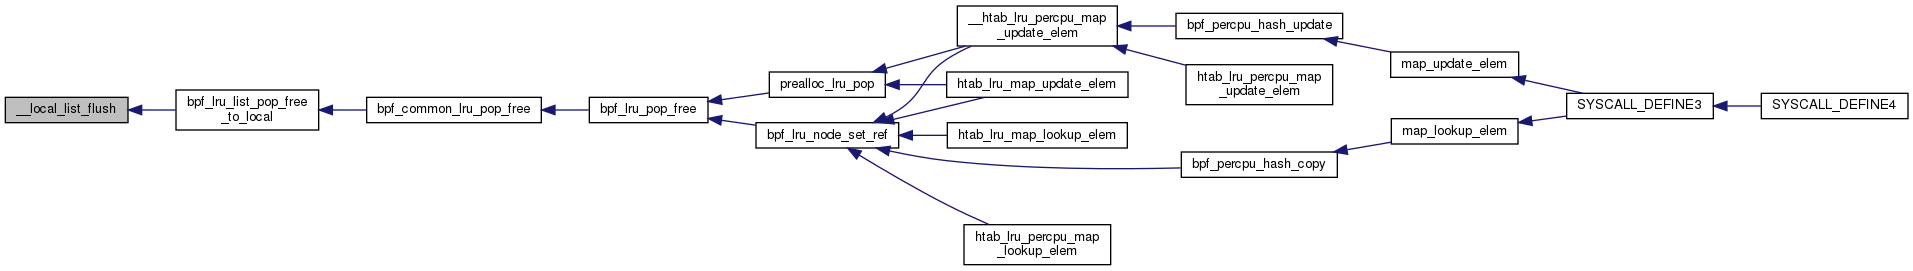 __local_list_flush
bpf_lru_list_pop_free
_to_local
bpf_common_lru_pop_free
bpf_lru_pop_free
prealloc_lru_pop
bpf_lru_node_set_ref
__htab_lru_percpu_map
_update_elem
htab_lru_map_update_elem
htab_lru_map_lookup_elem
htab_lru_percpu_map
_lookup_elem
bpf_percpu_hash_update
htab_lru_percpu_map
_update_elem
bpf_percpu_hash_copy
map_update_elem
map_lookup_elem
SYSCALL_DEFINE3
SYSCALL_DEFINE4